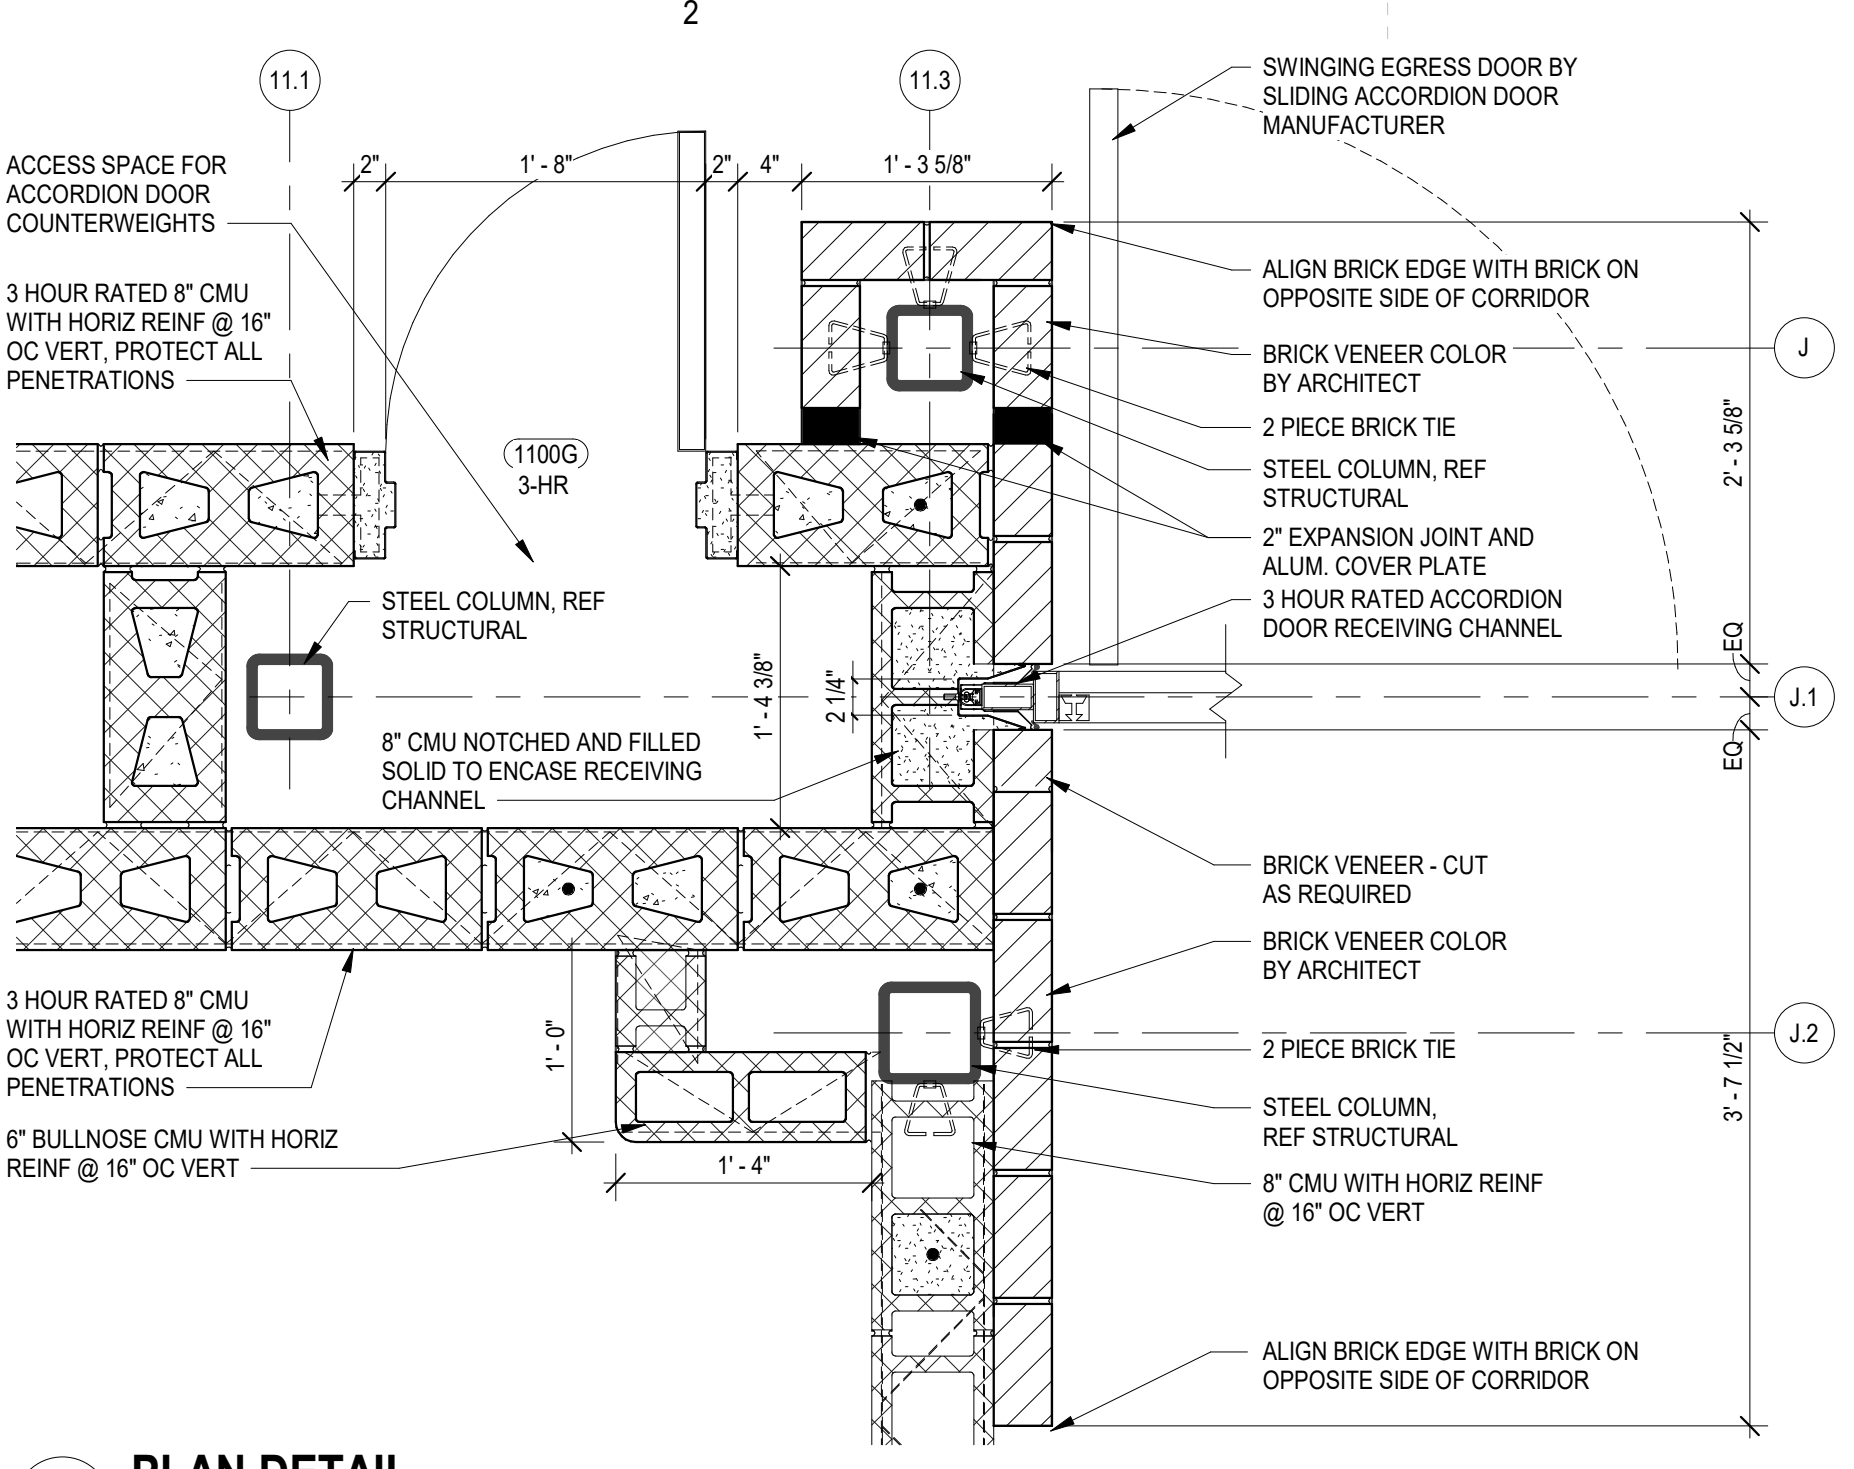 2
11.1
11.3
SWINGING EGRESS DOOR BY
SLIDING ACCORDION DOOR
MANUFACTURER
ACCESS SPACE FOR
ACCORDION DOOR
COUNTERWEIGHTS
2"
1' - 8"
2"
4"
1' - 3 5/8"
3 HOUR RATED 8" CMU
WITH HORIZ REINF @ 16"
OC VERT, PROTECT ALL
PENETRATIONS
ALIGN BRICK EDGE WITH BRICK ON
OPPOSITE SIDE OF CORRIDOR
BRICK VENEER COLOR
BY ARCHITECT
J
2 PIECE BRICK TIE
2' - 3 5/8"
1100G
3-HR
STEEL COLUMN, REF
STRUCTURAL
2" EXPANSION JOINT AND
ALUM. COVER PLATE
3 HOUR RATED ACCORDION
DOOR RECEIVING CHANNEL
STEEL COLUMN, REF
STRUCTURAL
EQ
J.1
1' - 4 3/8"
2 1/4"
EQ
8" CMU NOTCHED AND FILLED
SOLID TO ENCASE RECEIVING
CHANNEL
BRICK VENEER - CUT
AS REQUIRED
BRICK VENEER COLOR
BY ARCHITECT
3 HOUR RATED 8" CMU
WITH HORIZ REINF @ 16"
OC VERT, PROTECT ALL
PENETRATIONS
1' - 0"
J.2
2 PIECE BRICK TIE
3' - 7 1/2"
STEEL COLUMN,
REF STRUCTURAL
6" BULLNOSE CMU WITH HORIZ
REINF @ 16" OC VERT
1' - 4"
8" CMU WITH HORIZ REINF
@ 16" OC VERT
ALIGN BRICK EDGE WITH BRICK ON
OPPOSITE SIDE OF CORRIDOR
PLAN DETAIL